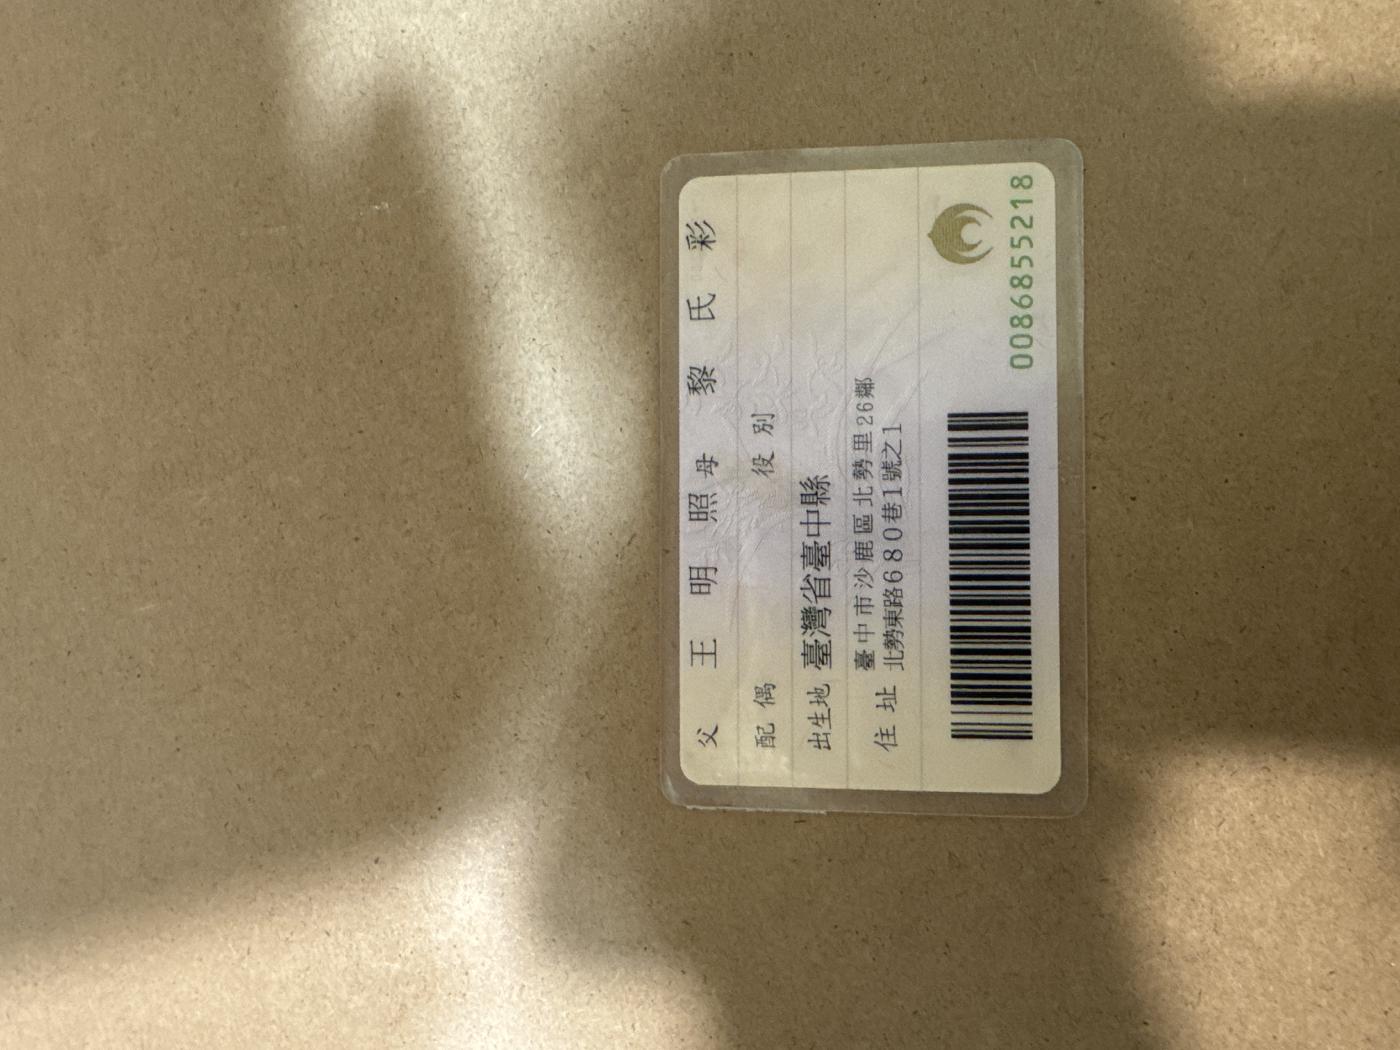 父 王明照 母 黎氏彩
配偶 役別
出生地 臺灣省臺中縣
住址 臺中市沙鹿區北勢里26鄰
北勢東路680巷1號之1
0086855218